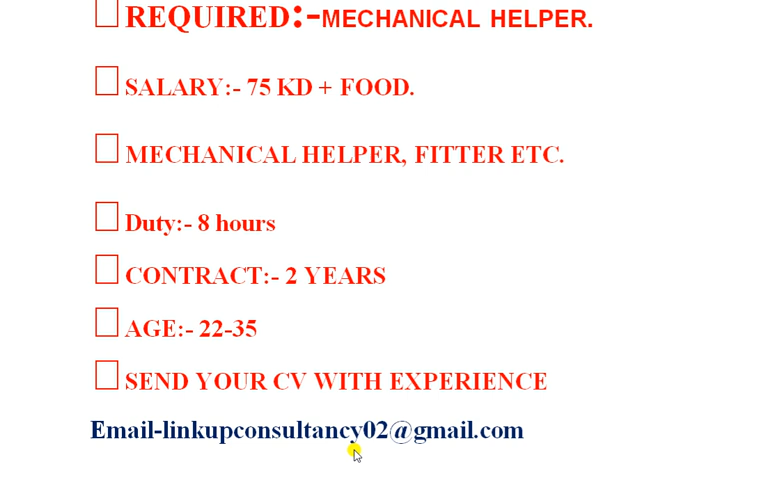 REQUIRED:-MECHANICAL HELPER.
SALARY:- 75 KD + FOOD.
MECHANICAL HELPER, FITTER ETC.
Duty:- 8 hours
CONTRACT:- 2 YEARS
AGE:- 22-35
SEND YOUR CV WITH EXPERIENCE
Email-linkupconsultancy02@gmail.com